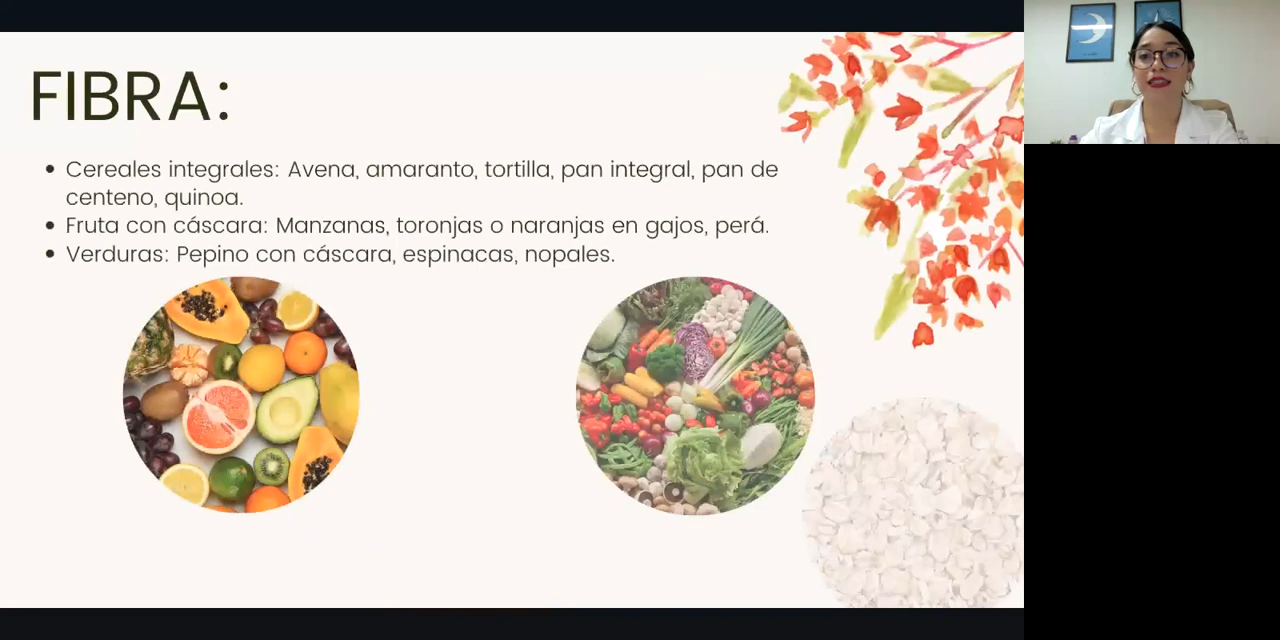 FIBRA:
• Cereales integrales: Avena, amaranto, tortilla, pan integral, pan de
centeno, quinoa.
• Fruta con cáscara: Manzanas, toronjas o naranjas en gajos, perá.
• Verduras: Pepino con cáscara, espinacas, nopales.